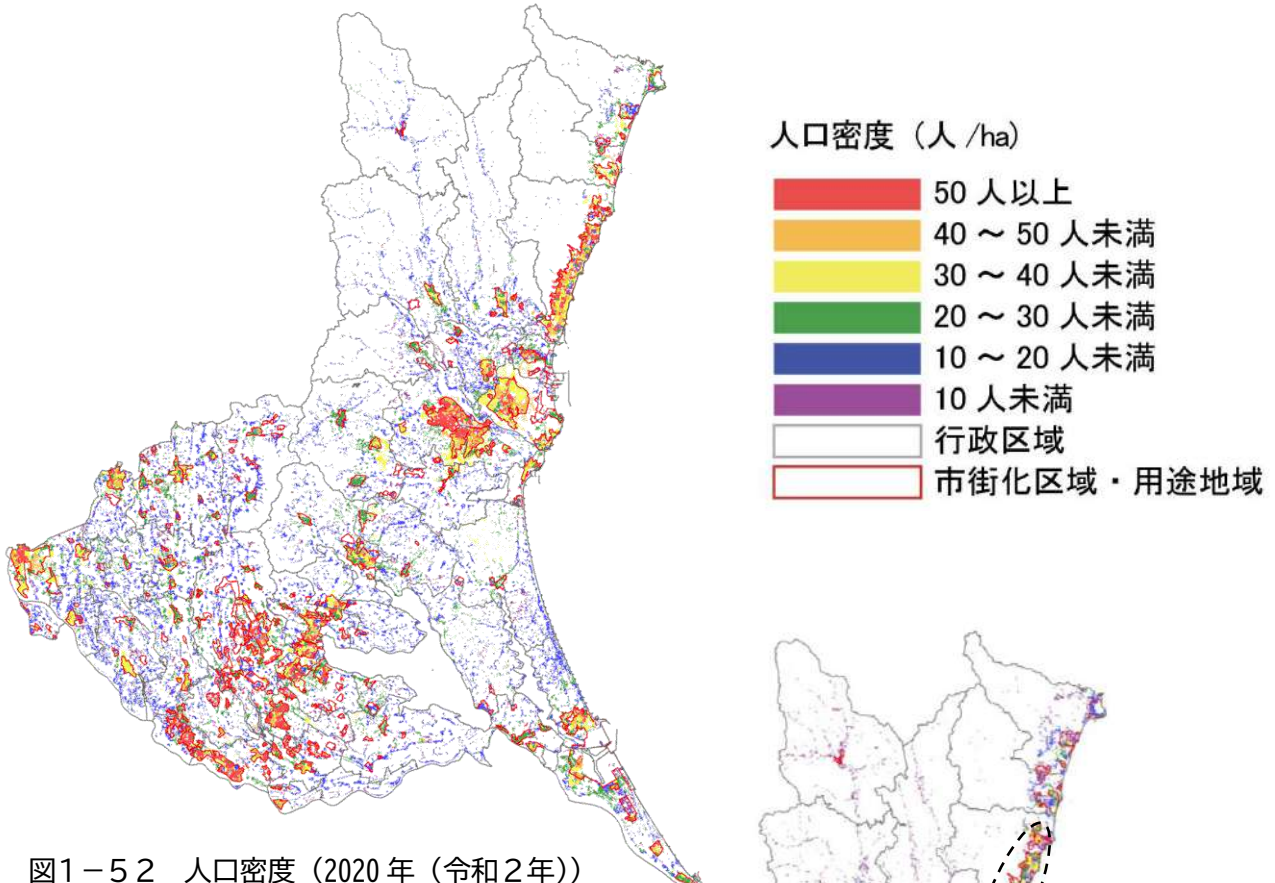 人口密度（人/ha）
50 人以上
40 ～ 50 人未満
30 ～ 40 人未満
20 ～ 30 人未満
10 ～ 20 人未満
10 人未満
行政区域
市街化区域・用途地域
図１－５２　人口密度（2020 年（令和２年））